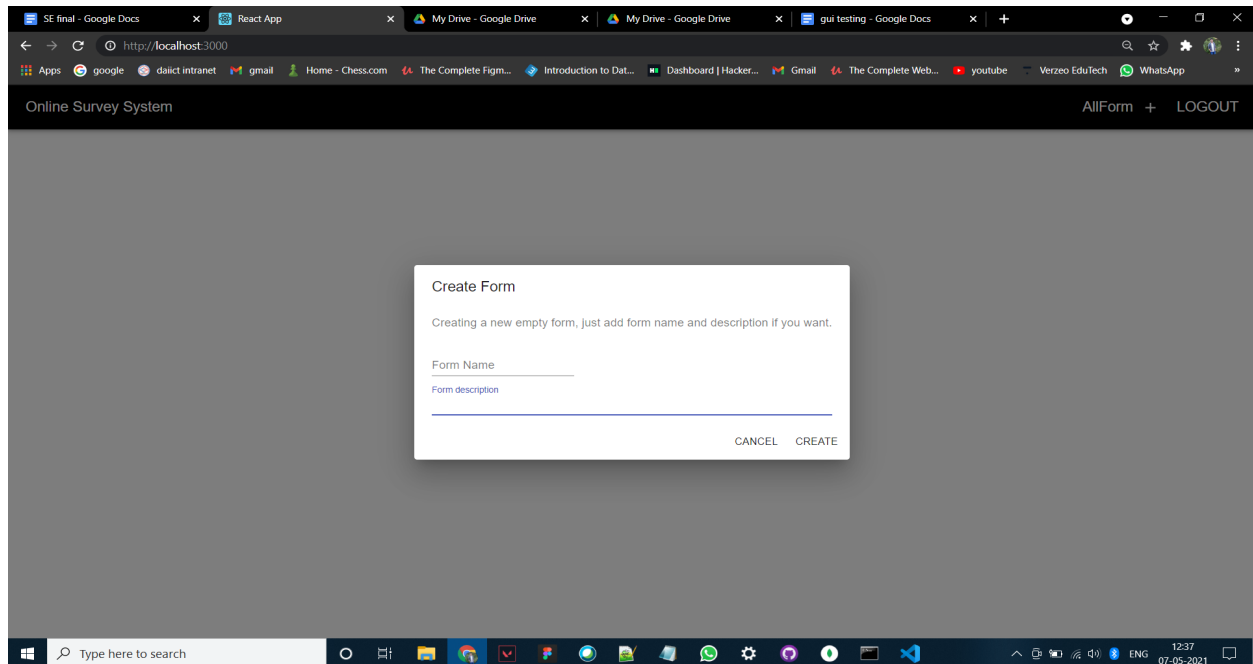 SE final - Google Docs
React App
My Drive - Google Drive
My Drive - Google Drive
gui testing - Google Docs
http://localhost:3000
Apps google daiict intranet gmail Home - Chess.com The Complete Figm... Introduction to Dat... Dashboard | Hacker... Gmail The Complete Web... youtube Verzeo EduTech WhatsApp »
Online Survey System AllForm + LOGOUT
Create Form
Creating a new empty form, just add form name and description if you want.
Form Name
Form description
CANCEL CREATE
Type here to search ENG 12:37
07-05-2021